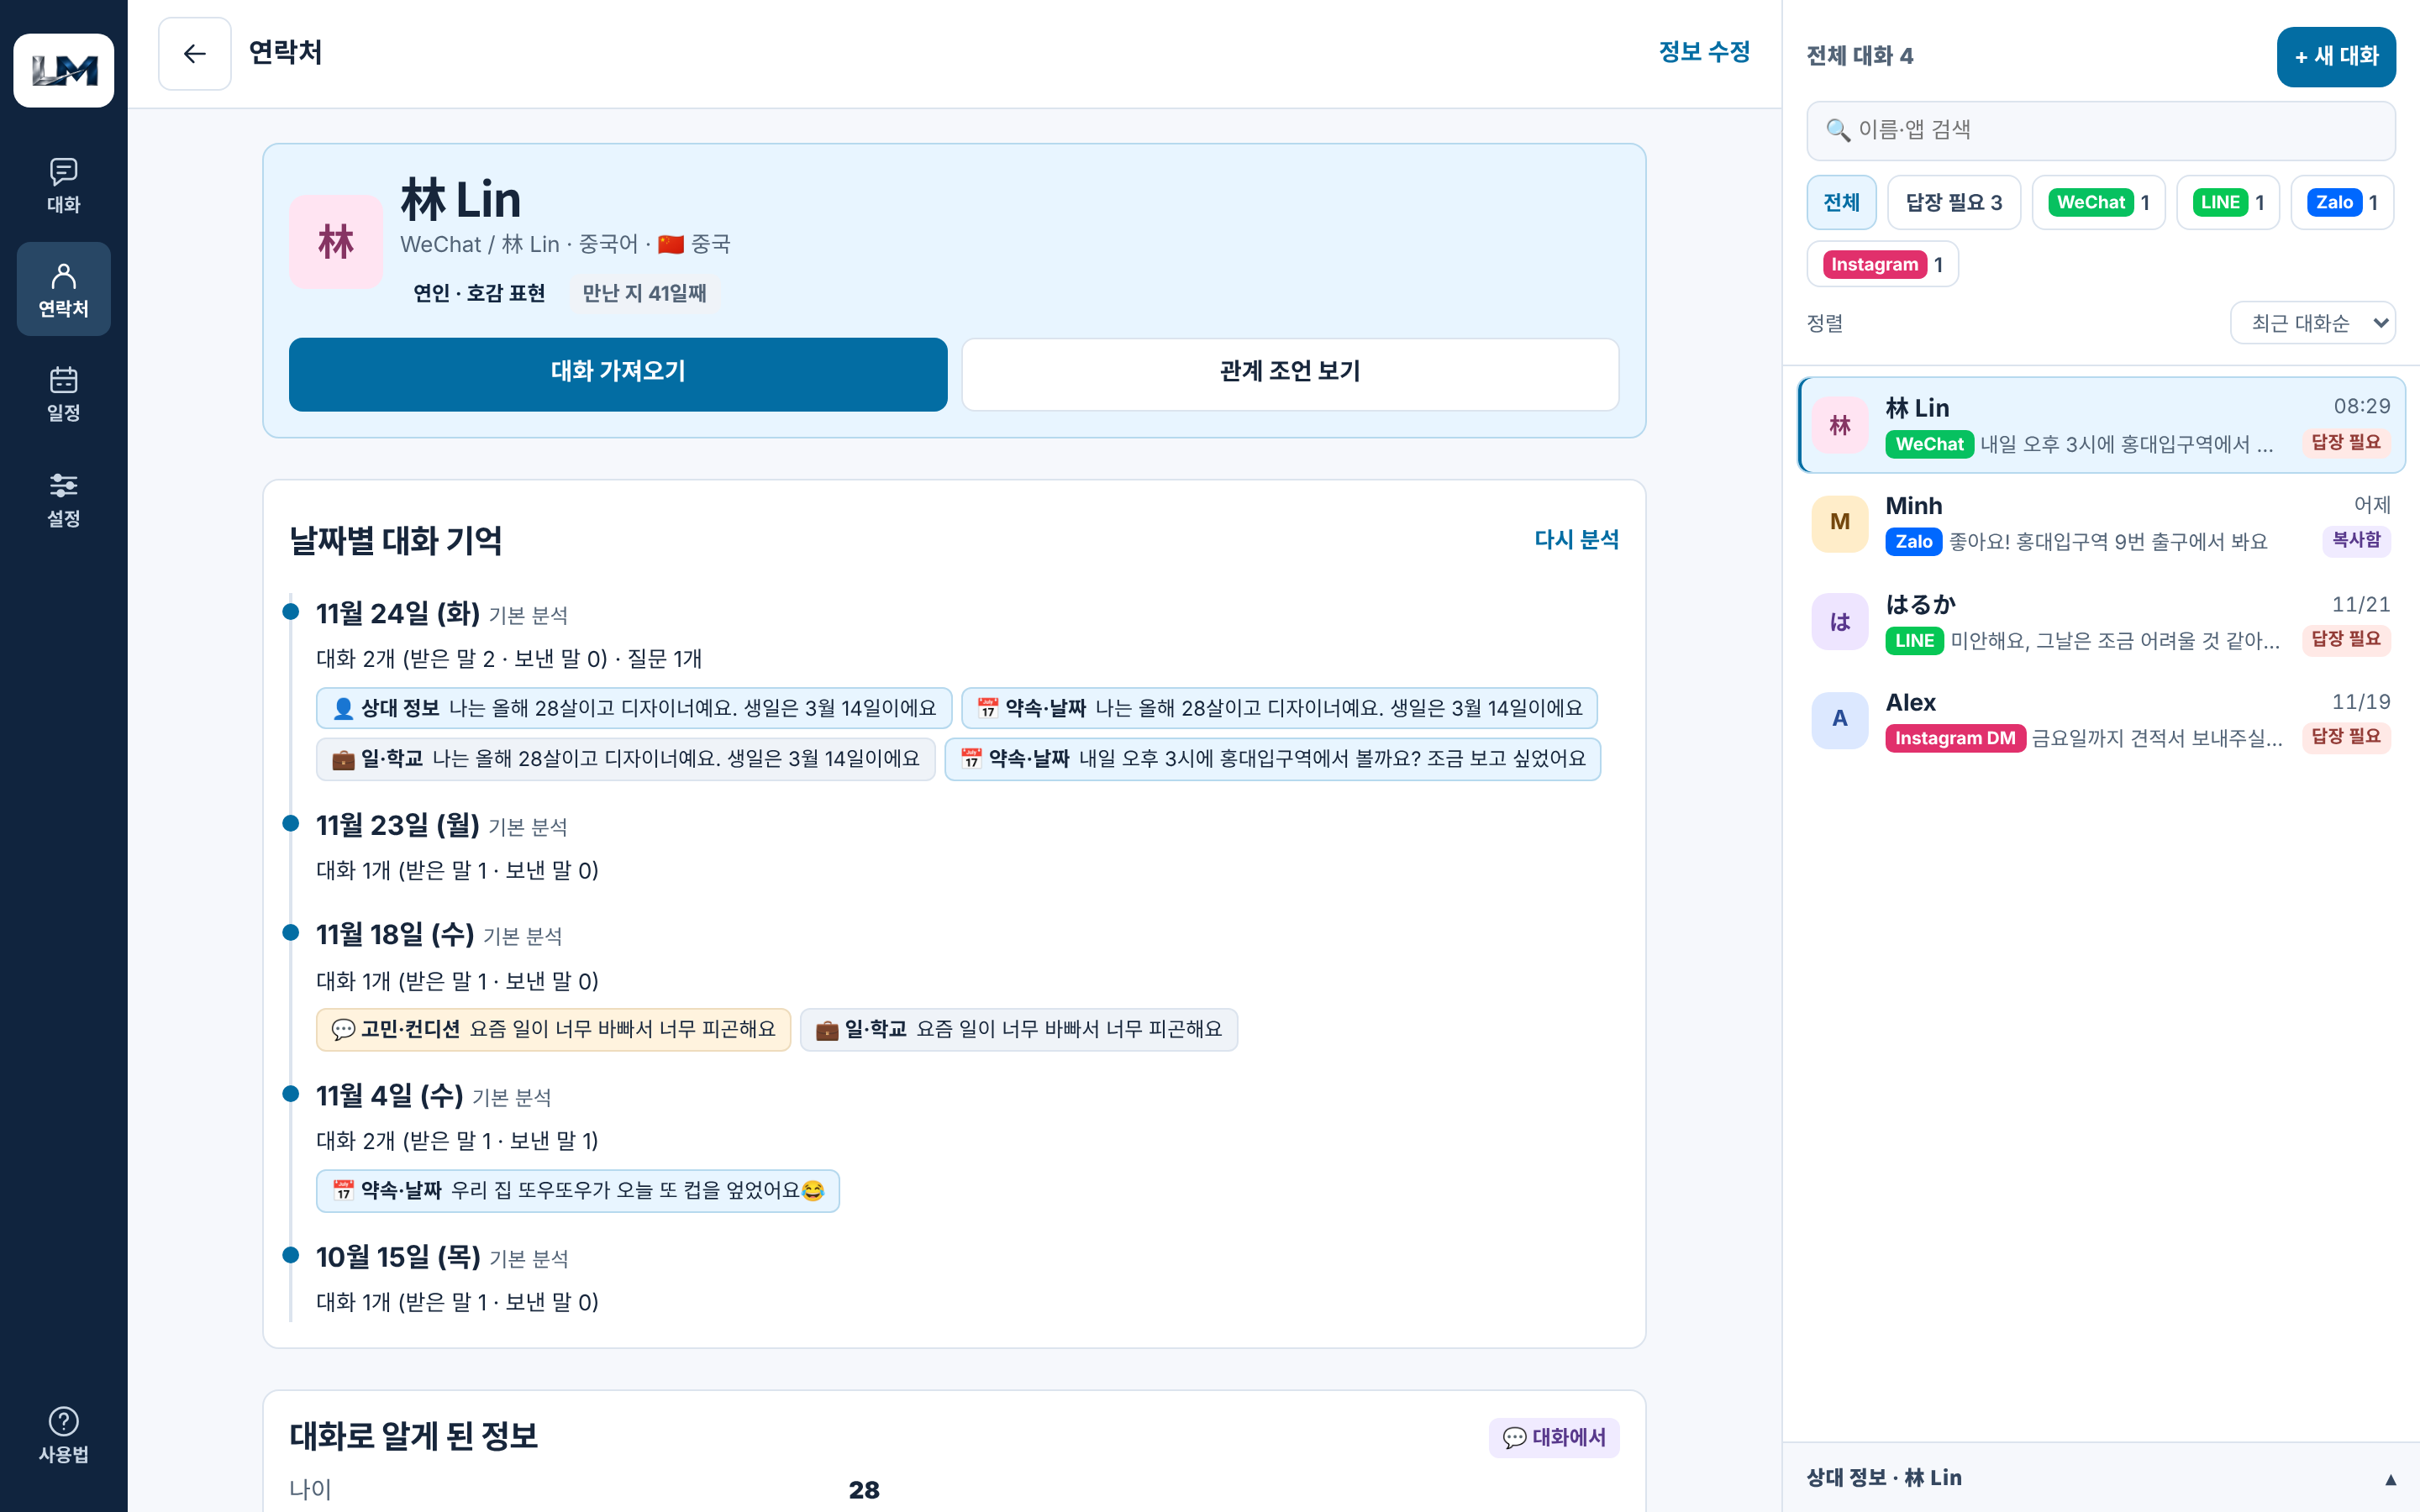 LM
대화
연락처
일정
설정
사용법
연락처
정보 수정
林
林 Lin
WeChat / 林 Lin · 중국어 · 🇨🇳 중국
연인 · 호감 표현
만난 지 41일째
대화 가져오기
관계 조언 보기
날짜별 대화 기억
다시 분석
11월 24일 (화) 기본 분석
대화 2개 (받은 말 2 · 보낸 말 0) · 질문 1개
👤 상대 정보 나는 올해 28살이고 디자이너예요. 생일은 3월 14일이에요
📅 약속·날짜 나는 올해 28살이고 디자이너예요. 생일은 3월 14일이에요
💼 일·학교 나는 올해 28살이고 디자이너예요. 생일은 3월 14일이에요
📅 약속·날짜 내일 오후 3시에 홍대입구역에서 볼까요? 조금 보고 싶었어요
11월 23일 (월) 기본 분석
대화 1개 (받은 말 1 · 보낸 말 0)
11월 18일 (수) 기본 분석
대화 1개 (받은 말 1 · 보낸 말 0)
💬 고민·컨디션 요즘 일이 너무 바빠서 너무 피곤해요
💼 일·학교 요즘 일이 너무 바빠서 너무 피곤해요
11월 4일 (수) 기본 분석
대화 2개 (받은 말 1 · 보낸 말 1)
📅 약속·날짜 우리 집 또우또우가 오늘 또 컵을 엎었어요😂
10월 15일 (목) 기본 분석
대화 1개 (받은 말 1 · 보낸 말 0)
대화로 알게 된 정보
💬 대화에서
나이 28
전체 대화 4
+ 새 대화
🔍 이름·앱 검색
전체
답장 필요 3
WeChat 1
LINE 1
Zalo 1
Instagram 1
정렬
최근 대화순
林
林 Lin 08:29
WeChat 내일 오후 3시에 홍대입구역에서 ... 답장 필요
M
Minh 어제
Zalo 좋아요! 홍대입구역 9번 출구에서 봐요 복사함
は
はるか 11/21
LINE 미안해요, 그날은 조금 어려울 것 같아... 답장 필요
A
Alex 11/19
Instagram DM 금요일까지 견적서 보내주실... 답장 필요
상대 정보 · 林 Lin ▲